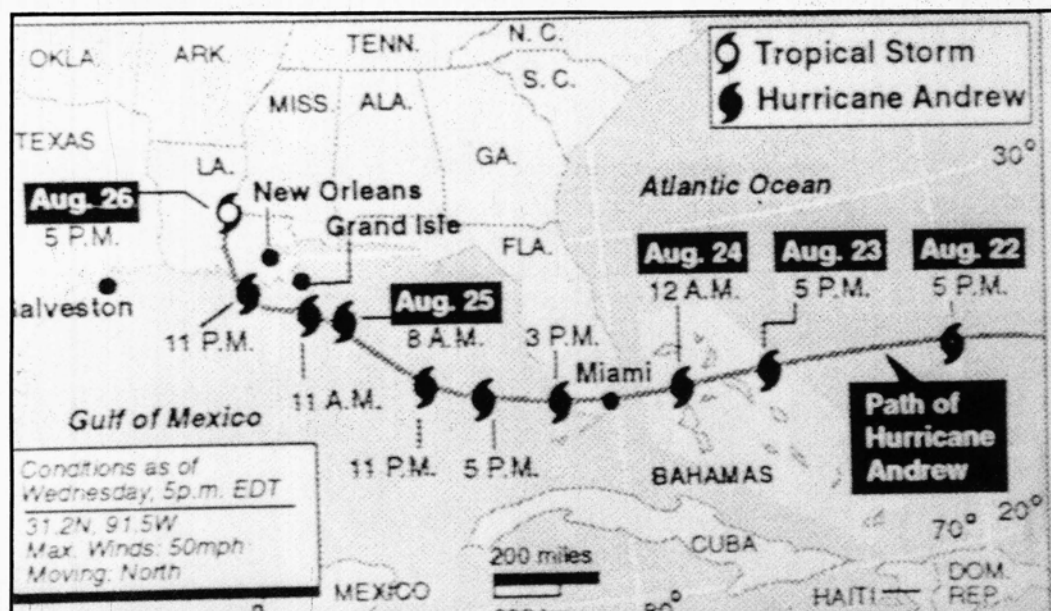 OKLA.
ARK.
TENN.
N. C.
S. C.
Tropical Storm
Hurricane Andrew
MISS.
ALA.
TEXAS
GA.
30°
LA.
Aug. 26
5 P.M.
New Orleans
Grand Isle
Atlantic Ocean
FLA.
Aug. 24
12 A.M.
Aug. 23
5 P.M.
Aug. 22
5 P.M.
Galveston
11 P.M.
Aug. 25
8 A.M.
3 P.M.
Miami
11 A.M.
Gulf of Mexico
11 P.M.
5 P.M.
Path of
Hurricane
Andrew
BAHAMAS
Conditions as of
Wednesday, 5p.m. EDT
31.2N, 91.5W
Max. Winds: 50mph
Moving: North
200 miles
CUBA
70°
20°
MEXICO
HAITI
DOM.
REP.